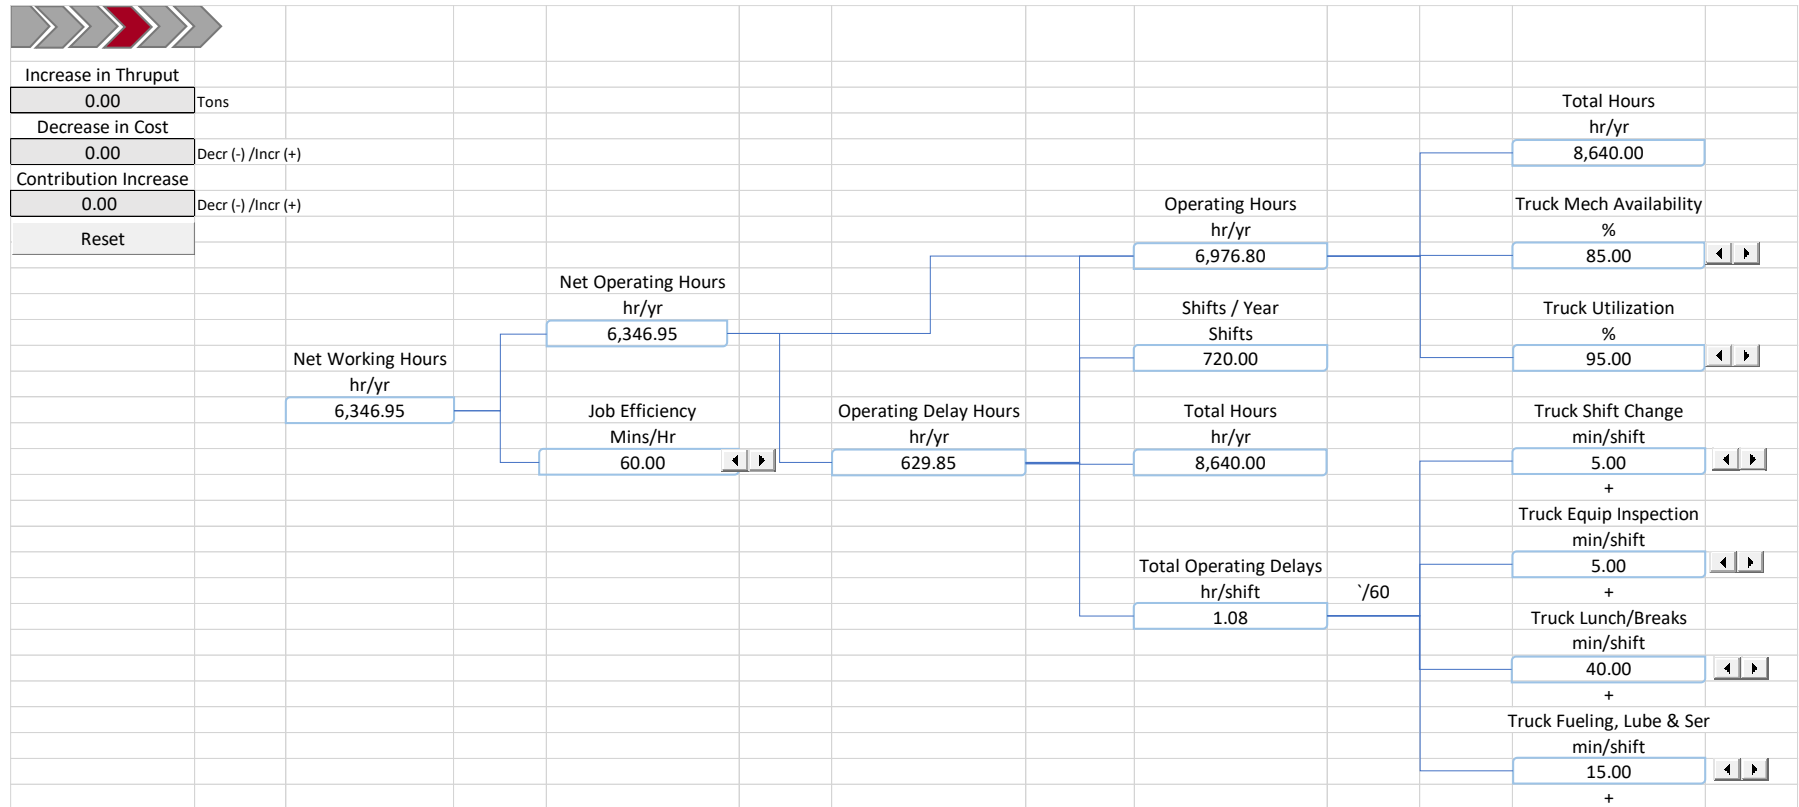 Increase in Thruput
0.00 Tons
Decrease in Cost
0.00 Decr (-) /Incr (+)
Contribution Increase
0.00 Decr (-) /Incr (+)
Reset
Net Working Hours
hr/yr
6,346.95
Net Operating Hours
hr/yr
6,346.95
Job Efficiency
Mins/Hr
60.00
Operating Delay Hours
hr/yr
629.85
Operating Hours
hr/yr
6,976.80
Shifts / Year
Shifts
720.00
Total Hours
hr/yr
8,640.00
Total Operating Delays
hr/shift
1.08
`/60
Total Hours
hr/yr
8,640.00
Truck Mech Availability
%
85.00
Truck Utilization
%
95.00
Truck Shift Change
min/shift
5.00
+
Truck Equip Inspection
min/shift
5.00
+
Truck Lunch/Breaks
min/shift
40.00
+
Truck Fueling, Lube & Ser
min/shift
15.00
+